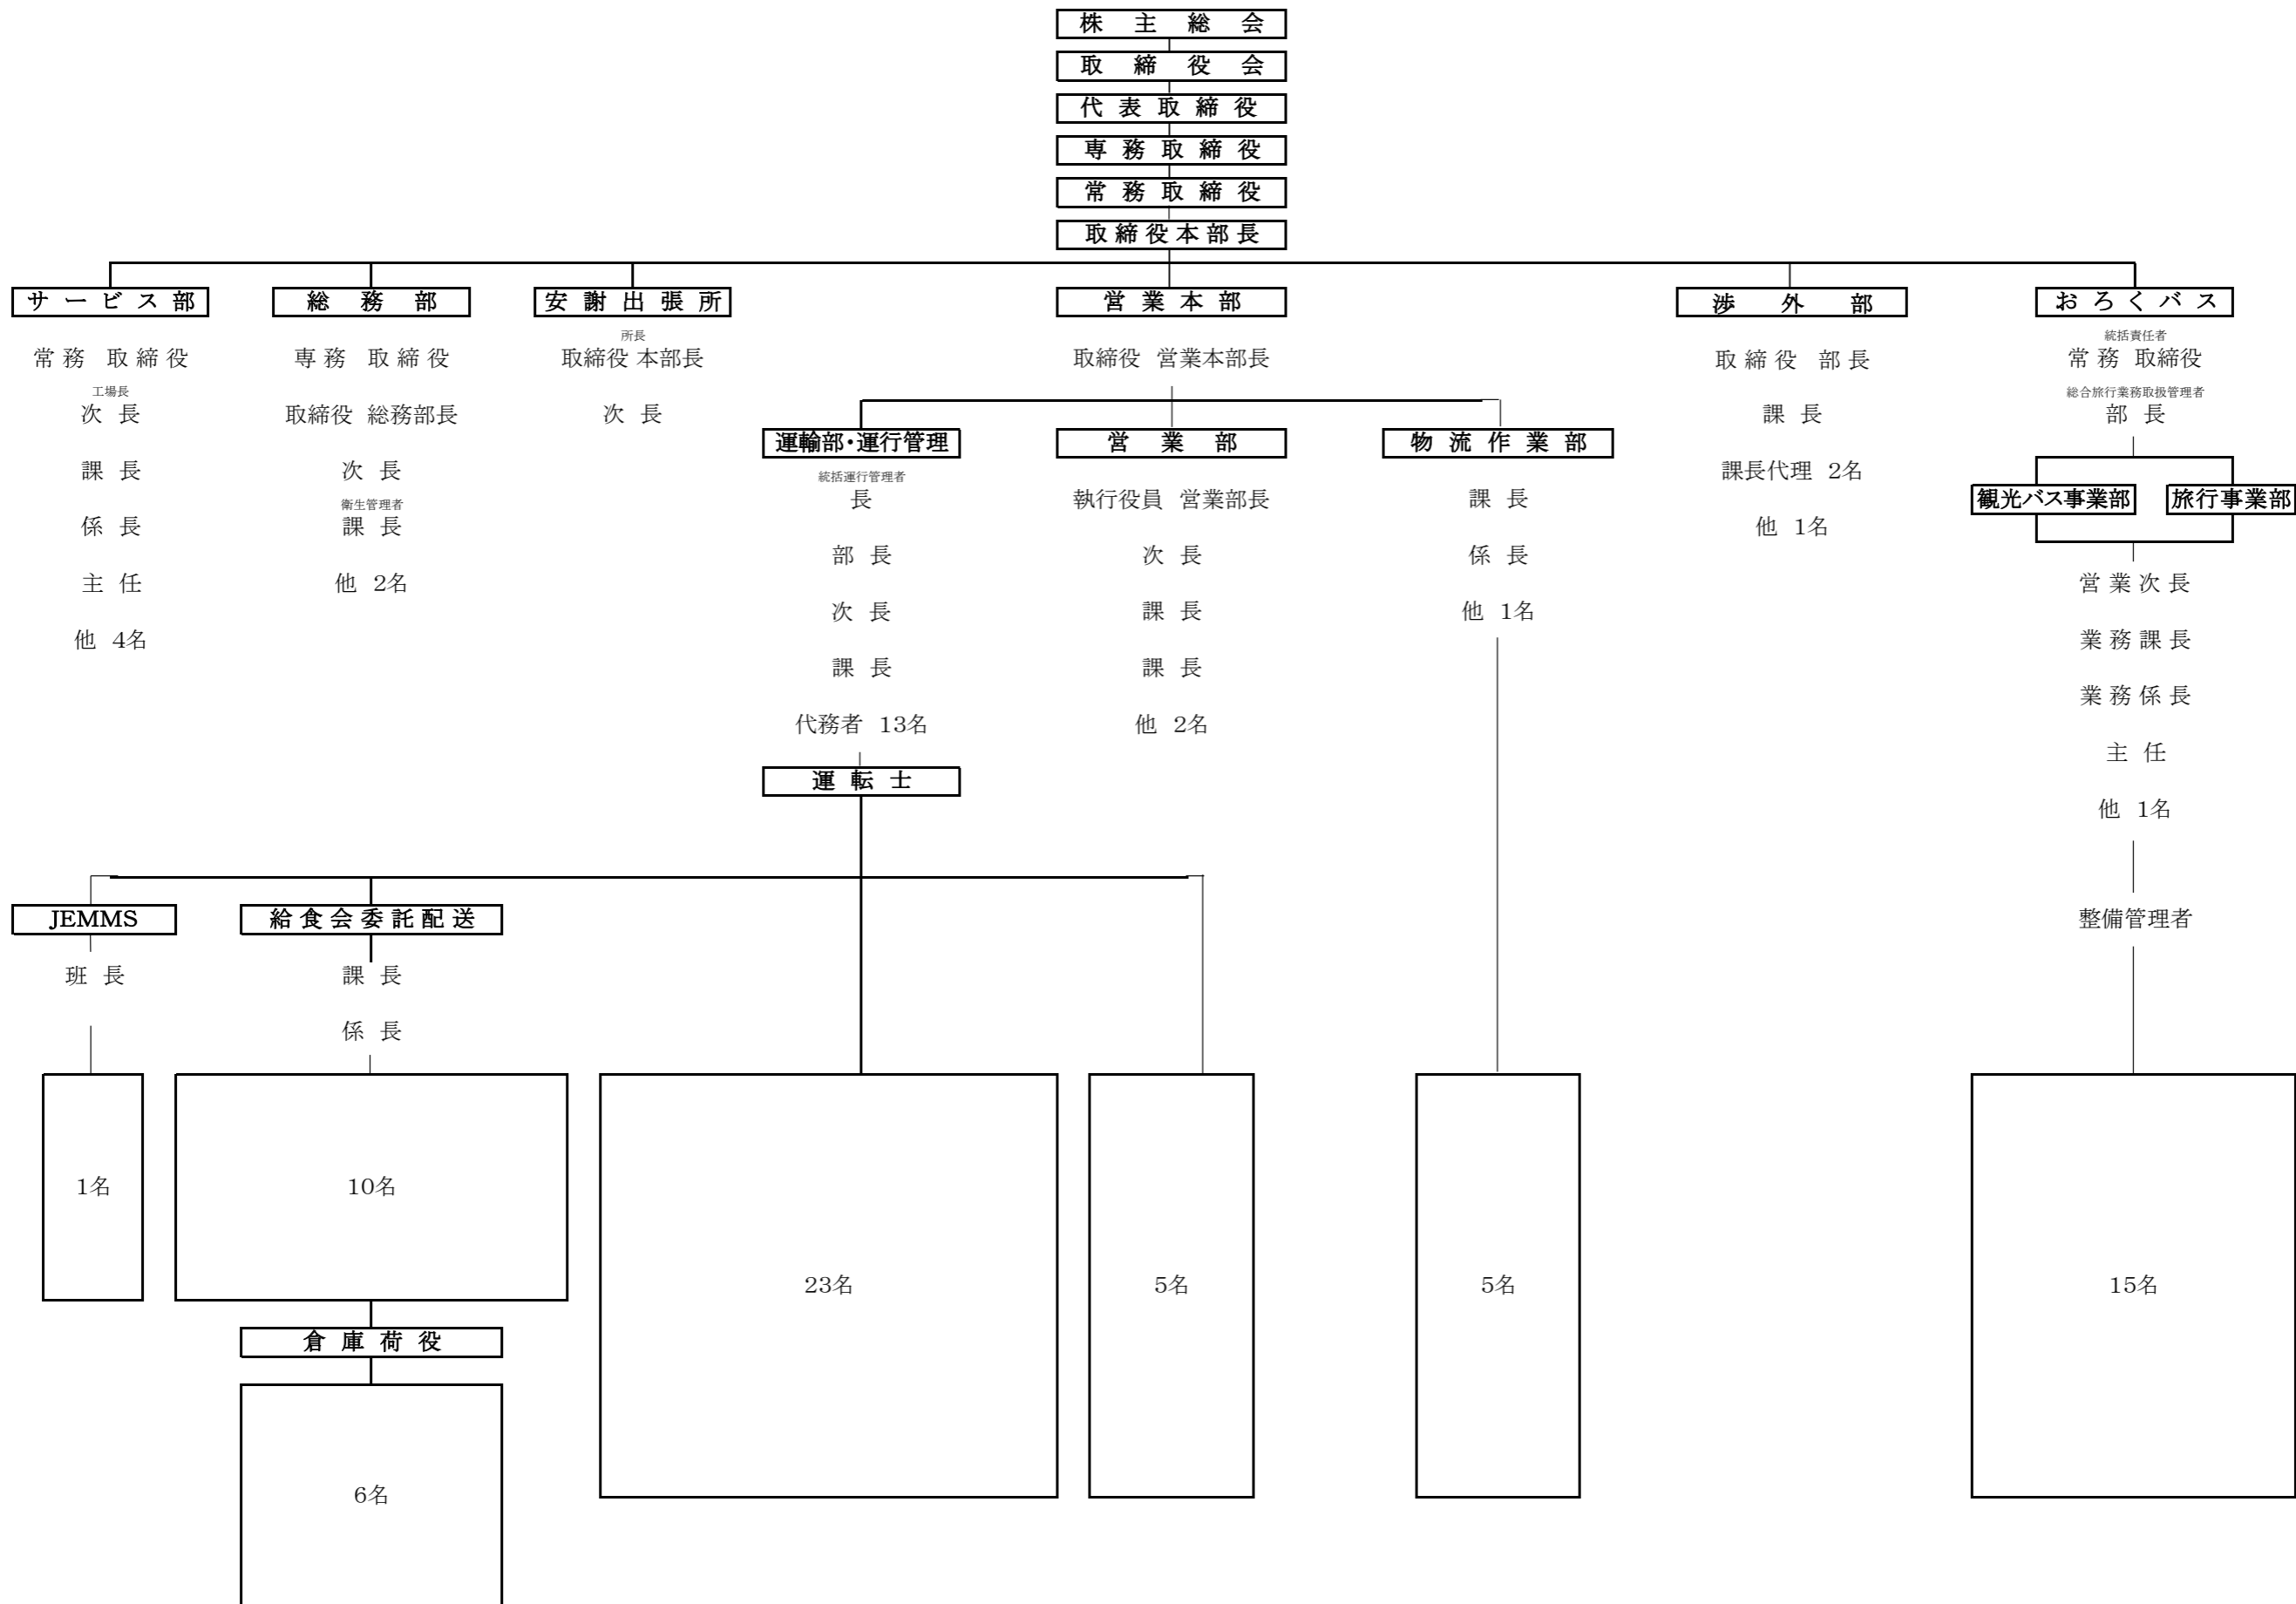 株主総会
取締役会
代表取締役
専務取締役
常務取締役
取締役本部長
サービス部
常務 取締役
工場長
次長
課長
係長
主任
他 4名
総務部
専務 取締役
取締役 総務部長
次長
衛生管理者
課長
他 2名
安謝出張所
所長
取締役 本部長
次長
営業本部
取締役 営業本部長
運輸部・運行管理
統括運行管理者
長
部長
次長
課長
代務者 13名
運転士
営業部
執行役員 営業部長
次長
課長
課長
他 2名
物流作業部
課長
係長
他 1名
渉外部
取締役 部長
課長
課長代理 2名
他 1名
おろくバス
統括責任者
常務 取締役
総合旅行業務取扱管理者
部長
観光バス事業部
旅行事業部
営業次長
業務課長
業務係長
主任
他 1名
整備管理者
JEMMS
班長
1名
給食会委託配送
課長
係長
10名
倉庫荷役
6名
23名
5名
5名
15名